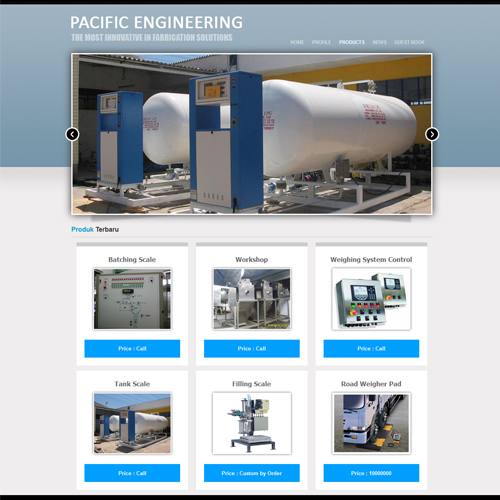 PACIFIC ENGINEERING
THE MOST INNOVATIVE IN FABRICATION SOLUTIONS
HOME PROFILE PRODUCTS NEWS GUEST BOOK
Produk Terbaru
Batching Scale Workshop Weighing System Control
Price : Call Price : Call Price : Call
Tank Scale Filling Scale Road Weigher Pad
Price : Call Price : Custom by Order Price : 10000000